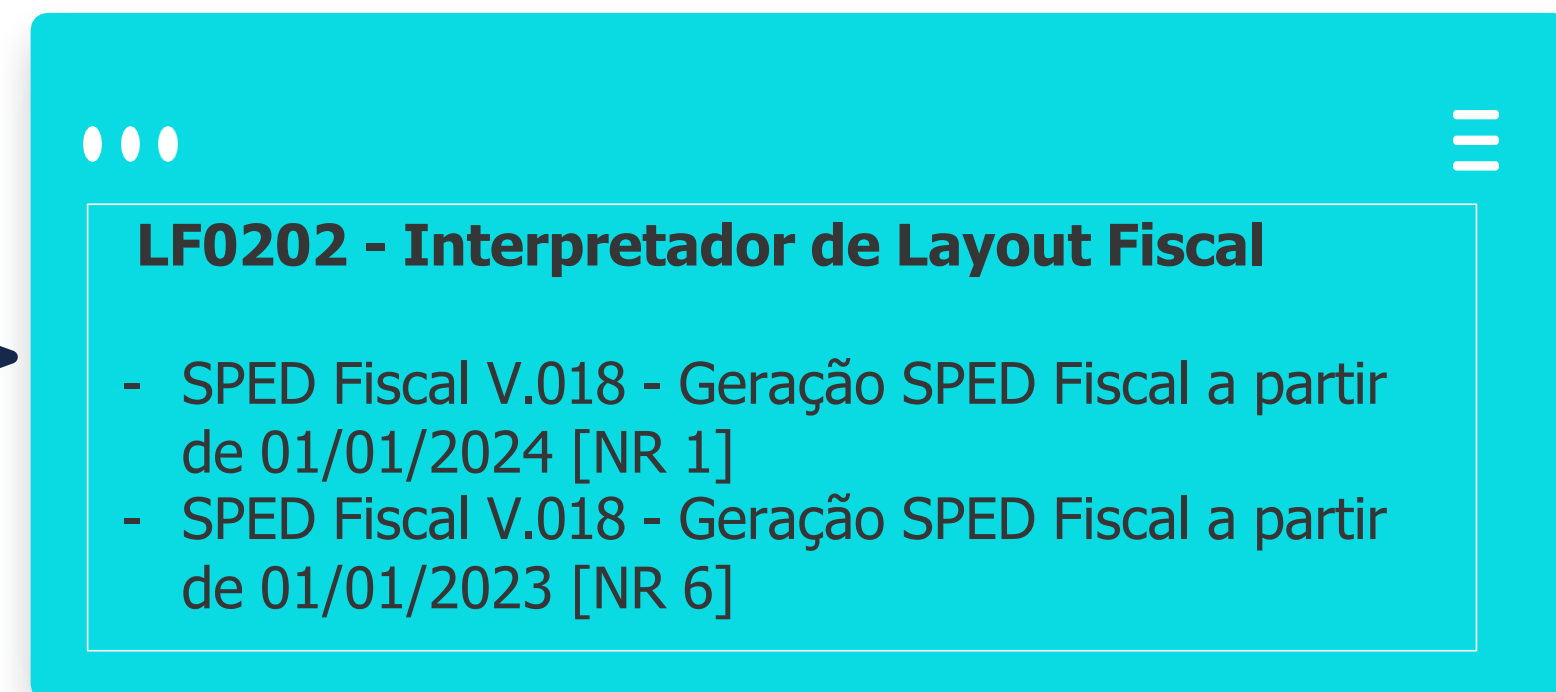 LF0202 - Interpretador de Layout Fiscal
- SPED Fiscal V.018 - Geração SPED Fiscal a partir
de 01/01/2024 [NR 1]
- SPED Fiscal V.018 - Geração SPED Fiscal a partir
de 01/01/2023 [NR 6]